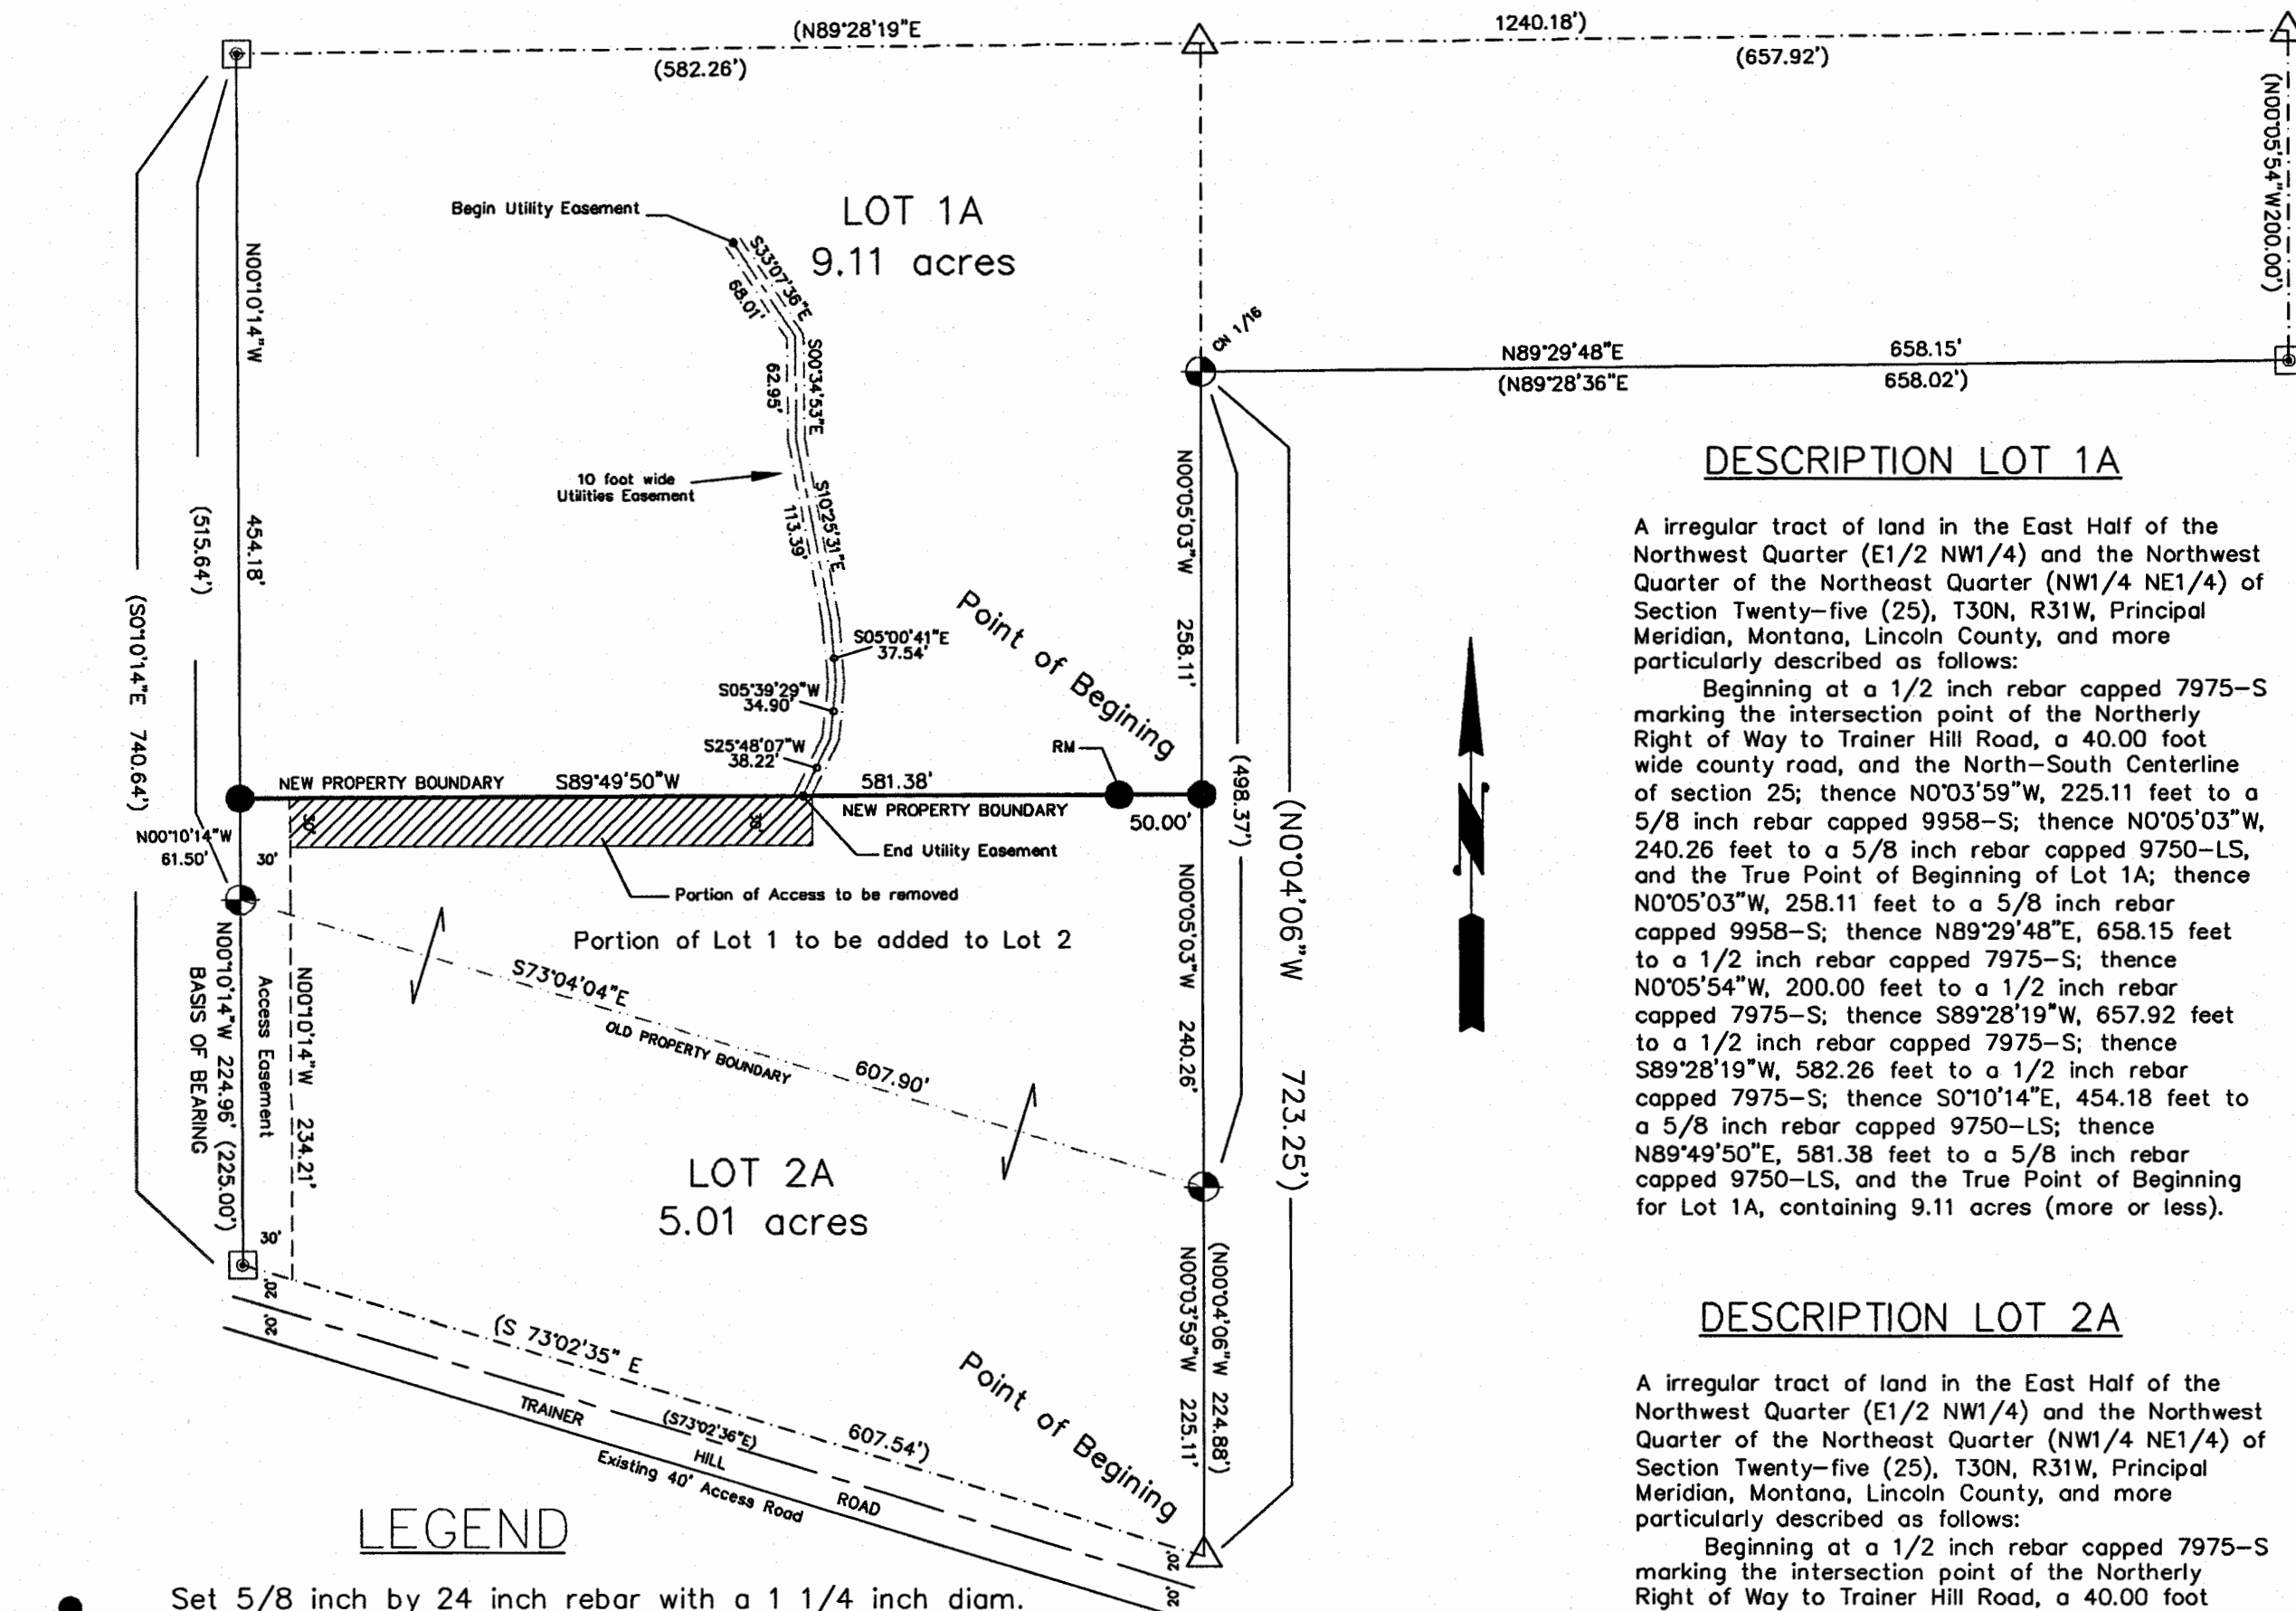 (N89°28'19"E
1240.18')
(582.26')
(657.92')
(N00°05'54"W200.00')
LOT 1A
9.11 acres
Begin Utility Easement
S33°07'36"E
68.01'
N00°10'14"W
454.18'
(515.64')
(S0°10'14"E 740.64')
S00°34'53"E
62.95'
CN 1/16
N89°29'48"E 658.15'
(N89°28'36"E 658.02')
10 foot wide
Utilities Easement
S10°25'31"E
113.39'
N00°05'03"W 258.11'
S05°00'41"E
37.54'
S05°39'29"W
34.90'
S25°48'07"W
38.22'
Point of Begining
RM
(498.37')
(N0°04'06"W 723.25')
NEW PROPERTY BOUNDARY S89°49'50"W
581.38'
NEW PROPERTY BOUNDARY
50.00'
30'
30'
N00°10'14"W
61.50'
30'
End Utility Easement
Portion of Access to be removed
Portion of Lot 1 to be added to Lot 2
N00°05'03"W 240.26'
S73°04'04"E
607.90'
OLD PROPERTY BOUNDARY
N00°10'14"W 224.96' (225.00')
BASIS OF BEARING
Access Easement
N00°10'14"W 234.21'
30'
LOT 2A
5.01 acres
(N00°04'06"W 224.88')
N00°03'59"W 225.11'
20'
20'
(S 73°02'35" E
607.54')
(S73°02'36"E)
TRAINER
HILL
ROAD
Existing 40' Access Road
Point of Begining
20'
20'
LEGEND
Set 5/8 inch by 24 inch rebar with a 1 1/4 inch diam.
DESCRIPTION LOT 1A
A irregular tract of land in the East Half of the
Northwest Quarter (E1/2 NW1/4) and the Northwest
Quarter of the Northeast Quarter (NW1/4 NE1/4) of
Section Twenty-five (25), T30N, R31W, Principal
Meridian, Montana, Lincoln County, and more
particularly described as follows:
Beginning at a 1/2 inch rebar capped 7975-S
marking the intersection point of the Northerly
Right of Way to Trainer Hill Road, a 40.00 foot
wide county road, and the North-South Centerline
of section 25; thence N0°03'59"W, 225.11 feet to a
5/8 inch rebar capped 9958-S; thence N0°05'03"W,
240.26 feet to a 5/8 inch rebar capped 9750-LS,
and the True Point of Beginning of Lot 1A; thence
N0°05'03"W, 258.11 feet to a 5/8 inch rebar
capped 9958-S; thence N89°29'48"E, 658.15 feet
to a 1/2 inch rebar capped 7975-S; thence
N0°05'54"W, 200.00 feet to a 1/2 inch rebar
capped 7975-S; thence S89°28'19"W, 657.92 feet
to a 1/2 inch rebar capped 7975-S; thence
S89°28'19"W, 582.26 feet to a 1/2 inch rebar
capped 7975-S; thence S0°10'14"E, 454.18 feet to
a 5/8 inch rebar capped 9750-LS; thence
N89°49'50"E, 581.38 feet to a 5/8 inch rebar
capped 9750-LS, and the True Point of Beginning
for Lot 1A, containing 9.11 acres (more or less).
DESCRIPTION LOT 2A
A irregular tract of land in the East Half of the
Northwest Quarter (E1/2 NW1/4) and the Northwest
Quarter of the Northeast Quarter (NW1/4 NE1/4) of
Section Twenty-five (25), T30N, R31W, Principal
Meridian, Montana, Lincoln County, and more
particularly described as follows:
Beginning at a 1/2 inch rebar capped 7975-S
marking the intersection point of the Northerly
Right of Way to Trainer Hill Road, a 40.00 foot